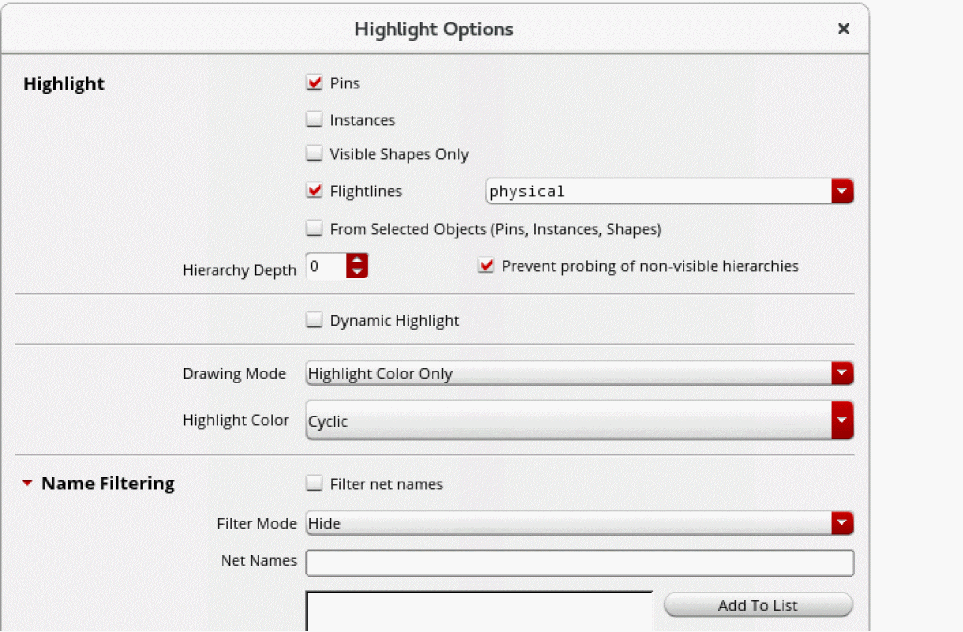 Highlight Options
Highlight
Pins
Instances
Visible Shapes Only
Flightlines physical
From Selected Objects (Pins, Instances, Shapes)
Hierarchy Depth 0 Prevent probing of non-visible hierarchies
Dynamic Highlight
Drawing Mode Highlight Color Only
Highlight Color Cyclic
Name Filtering Filter net names
Filter Mode Hide
Net Names
Add To List